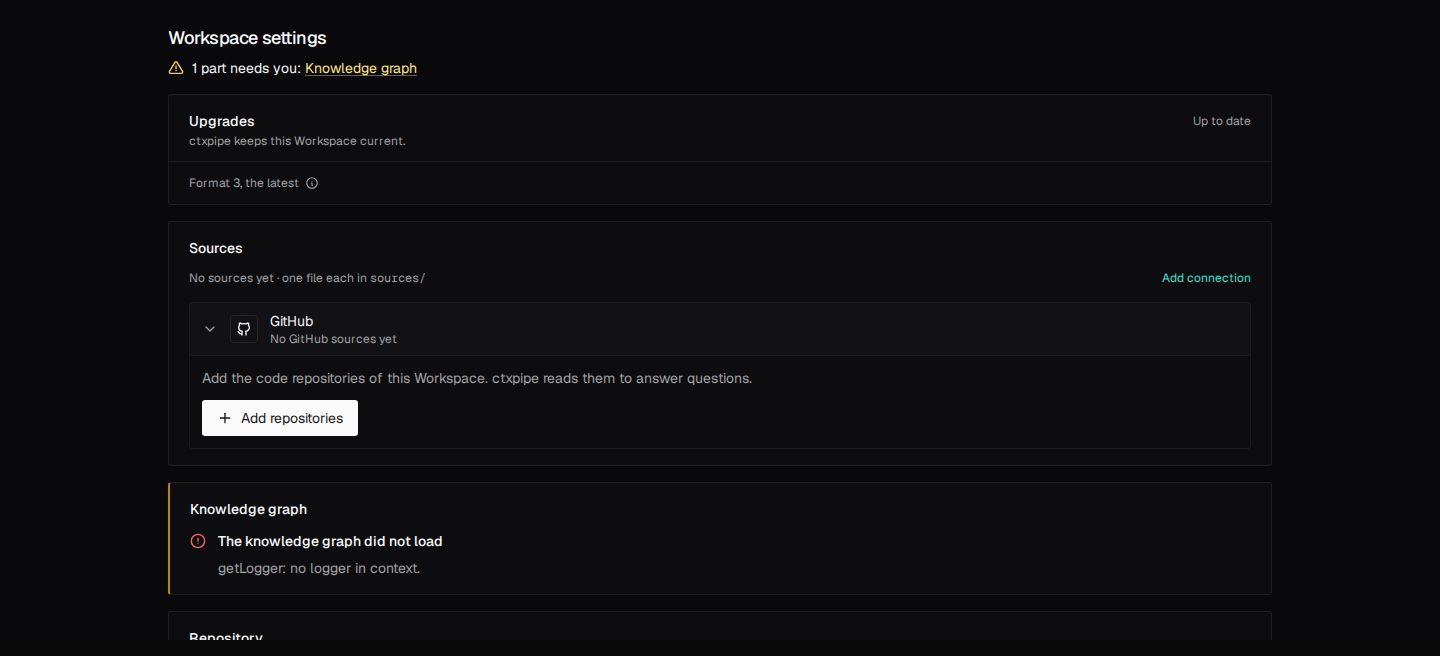 Workspace settings
1 part needs you: Knowledge graph
Upgrades
Up to date
ctxpipe keeps this Workspace current.
Format 3, the latest
Sources
No sources yet · one file each in sources/
Add connection
GitHub
No GitHub sources yet
Add the code repositories of this Workspace. ctxpipe reads them to answer questions.
Add repositories
Knowledge graph
The knowledge graph did not load
getLogger: no logger in context.
Repository